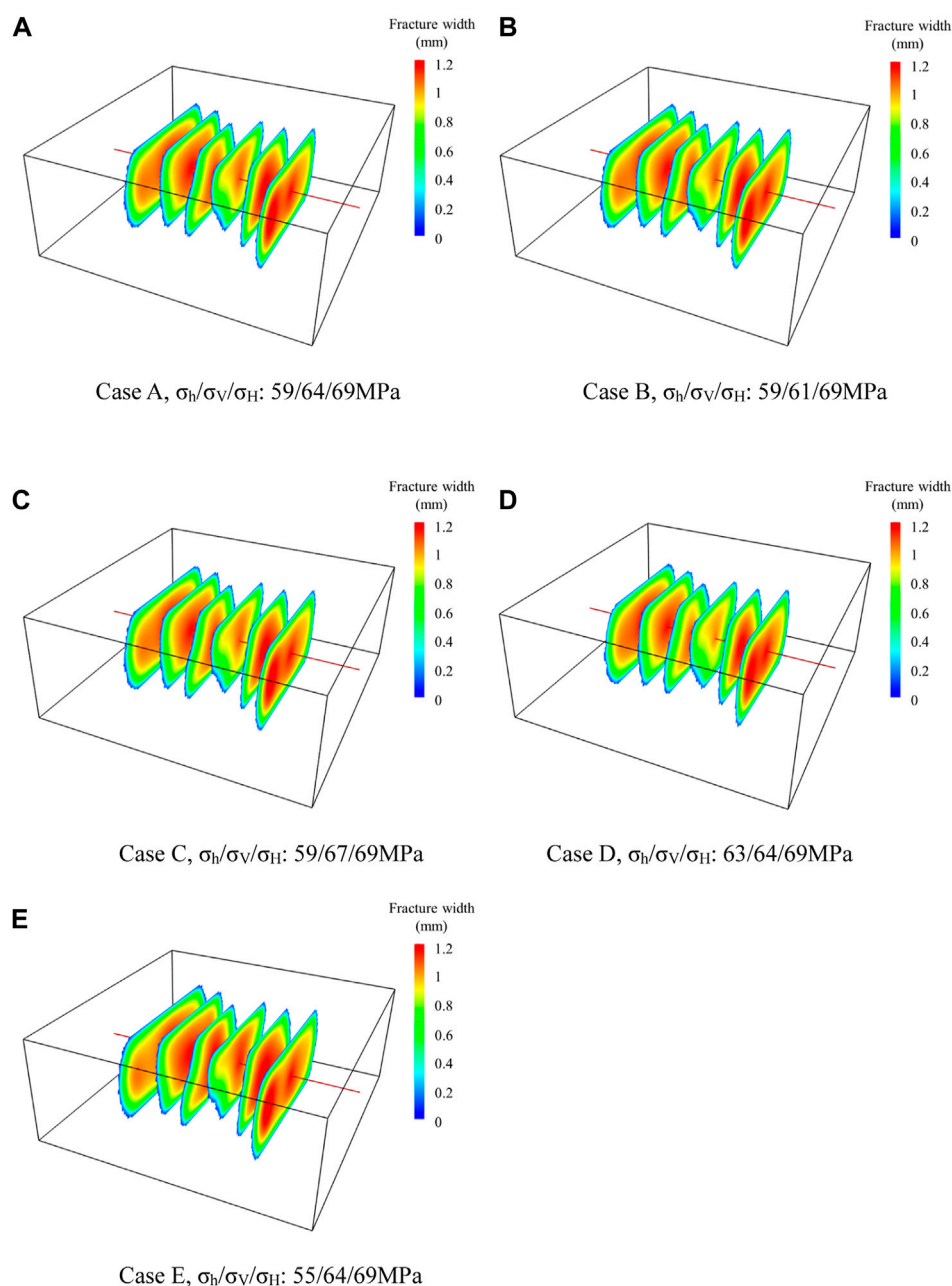 A
Fracture width
(mm)
1.2
1
0.8
0.6
0.4
0.2
0
Case A, σh/σV/σH: 59/64/69MPa
B
Fracture width
(mm)
1.2
1
0.8
0.6
0.4
0.2
0
Case B, σh/σV/σH: 59/61/69MPa
C
Fracture width
(mm)
1.2
1
0.8
0.6
0.4
0.2
0
Case C, σh/σV/σH: 59/67/69MPa
D
Fracture width
(mm)
1.2
1
0.8
0.6
0.4
0.2
0
Case D, σh/σV/σH: 63/64/69MPa
E
Fracture width
(mm)
1.2
1
0.8
0.6
0.4
0.2
0
Case E, σh/σV/σH: 55/64/69MPa